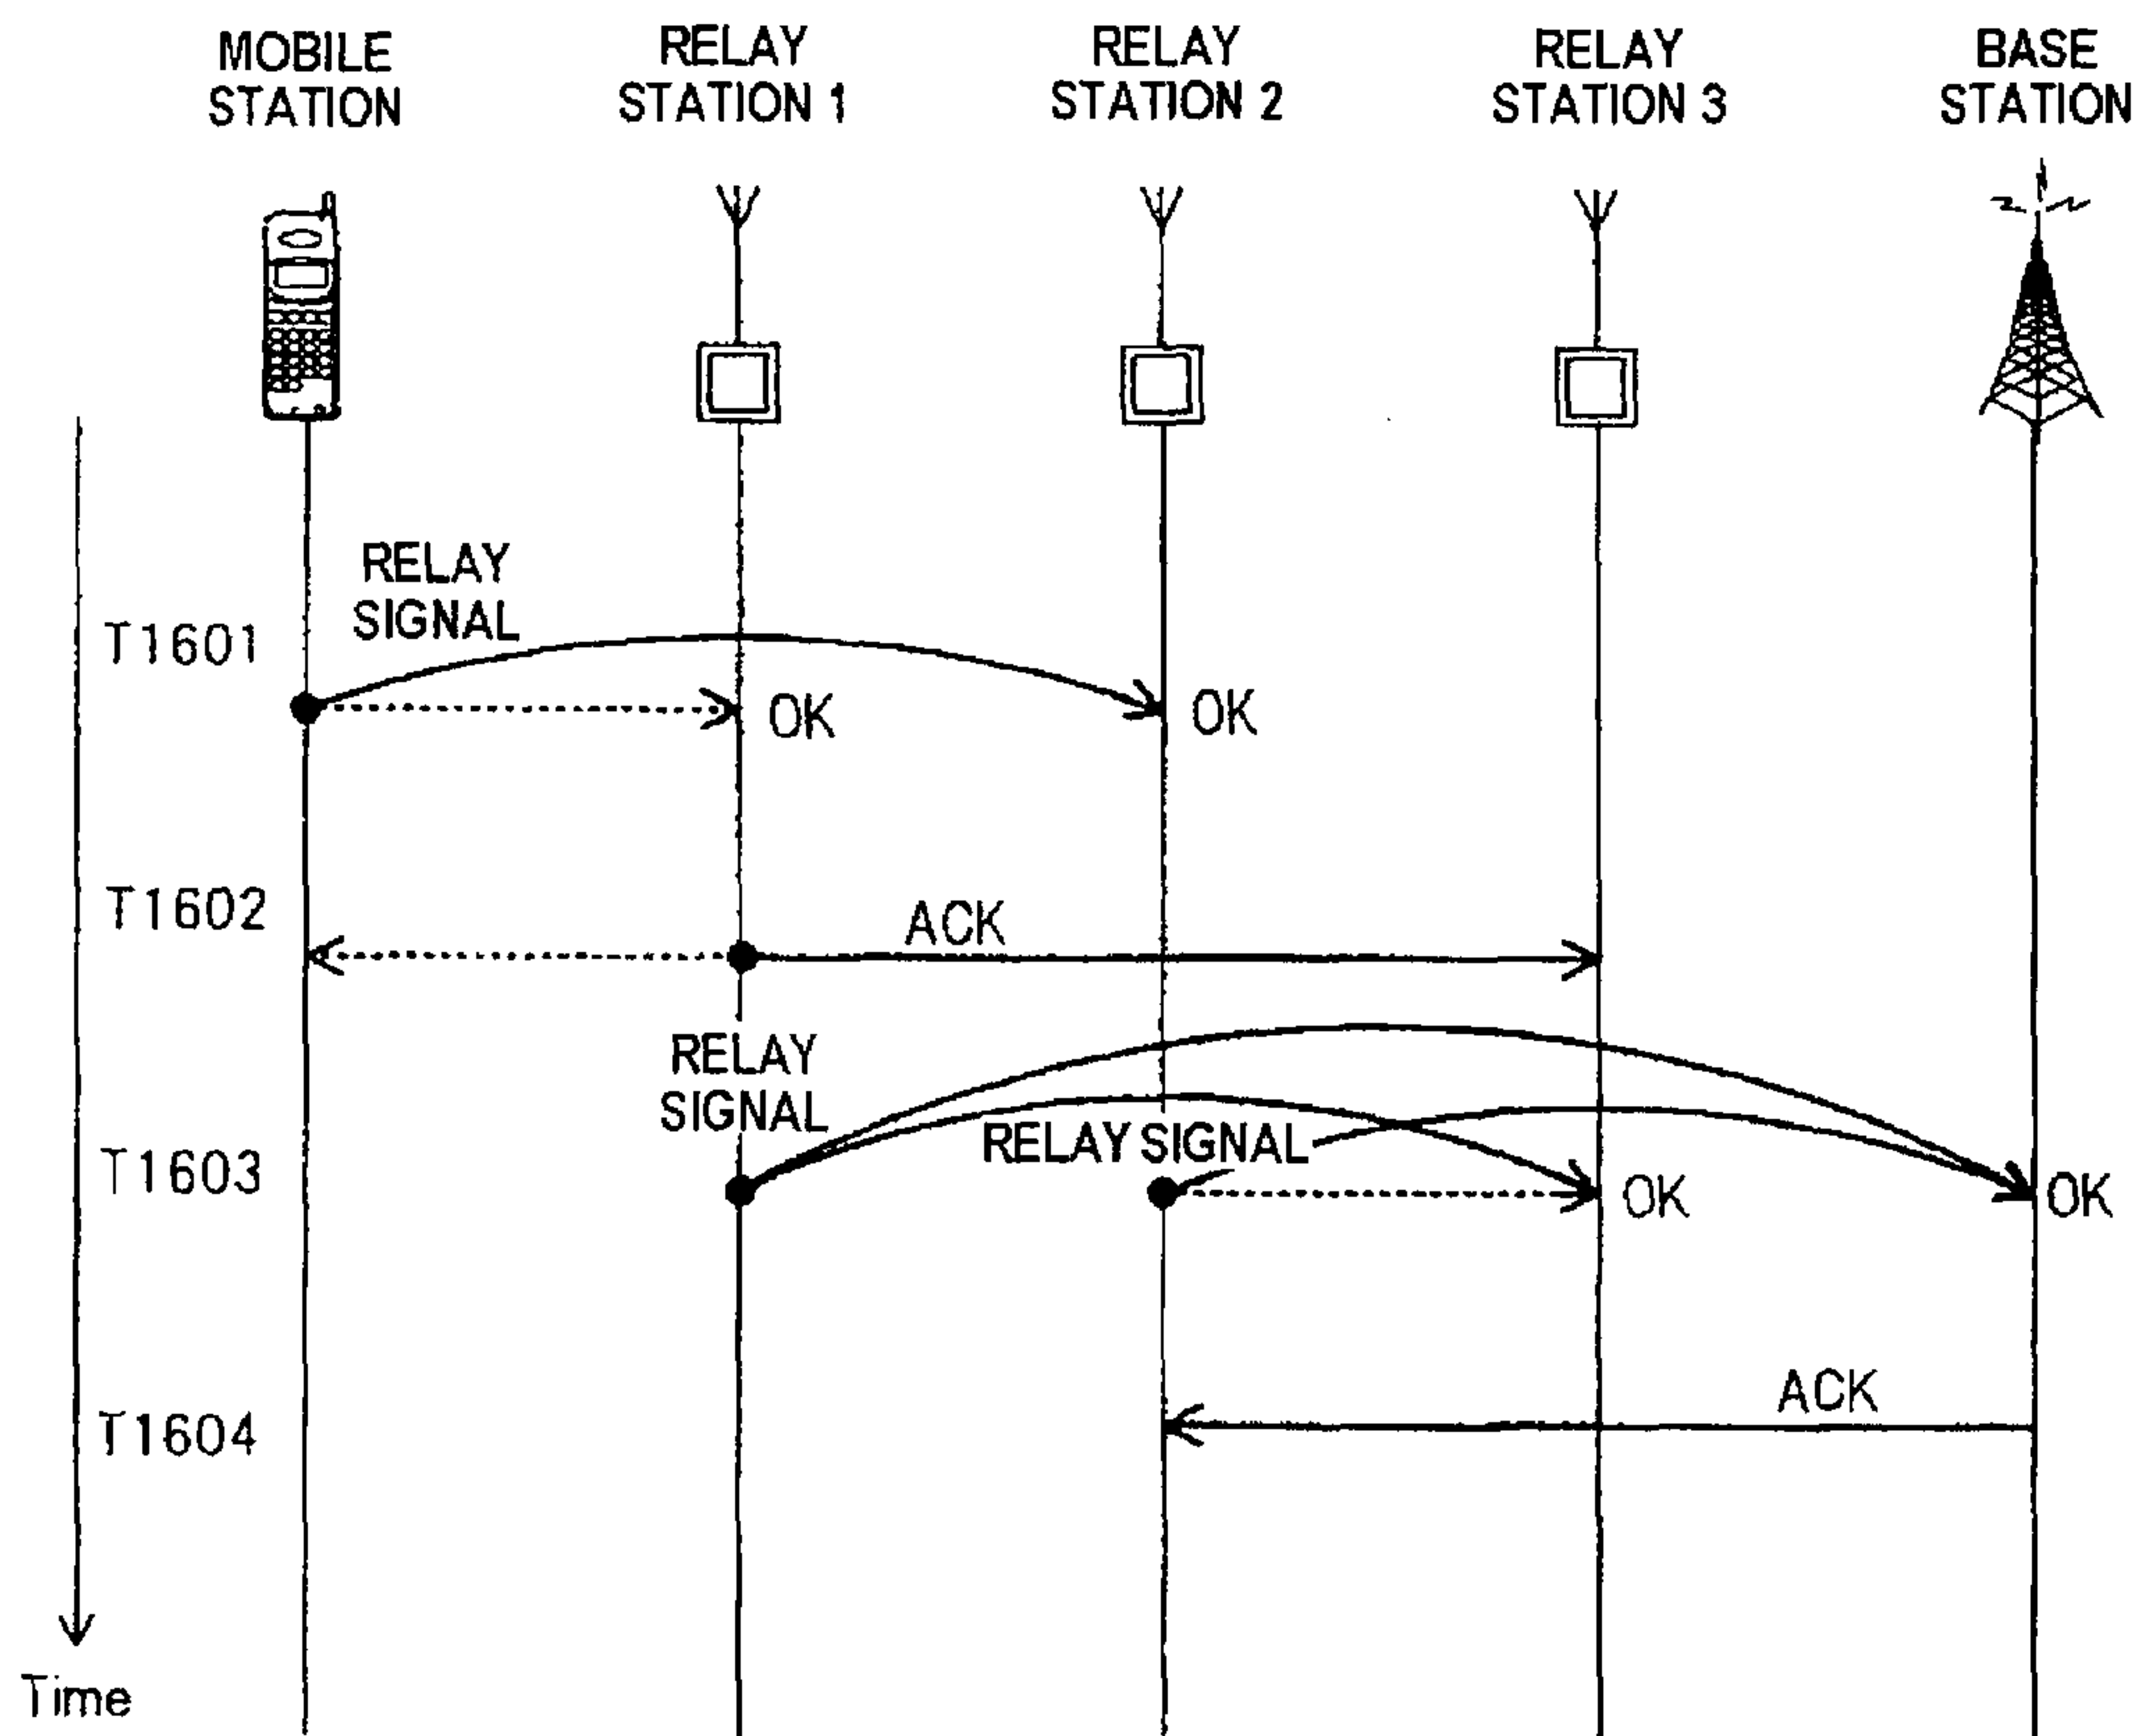 MOBILE
STATION
RELAY
STATION 1
RELAY
STATION 2
RELAY
STATION 3
BASE
STATION
RELAY
SIGNAL
T1601
OK
OK
T1602
ACK
RELAY
SIGNAL
RELAY SIGNAL
T1603
OK
OK
ACK
T1604
Time